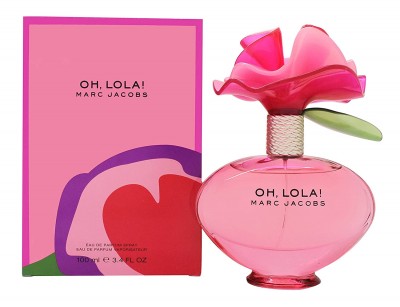 OH, LOLA!
MARC JACOBS
EAU DE PARFUM SPRAY
EAU DE PARFUM VAPORISATEUR
100 ml ℮ 3.4 FL. OZ
OH, LOLA!
MARC JACOBS